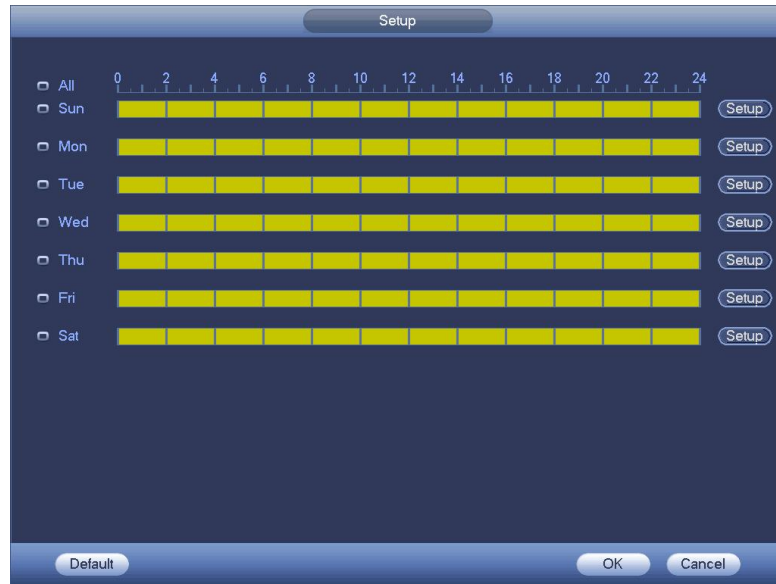 Setup
All 0 2 4 6 8 10 12 14 16 18 20 22 24
Sun Setup
Mon Setup
Tue Setup
Wed Setup
Thu Setup
Fri Setup
Sat Setup
Default OK Cancel